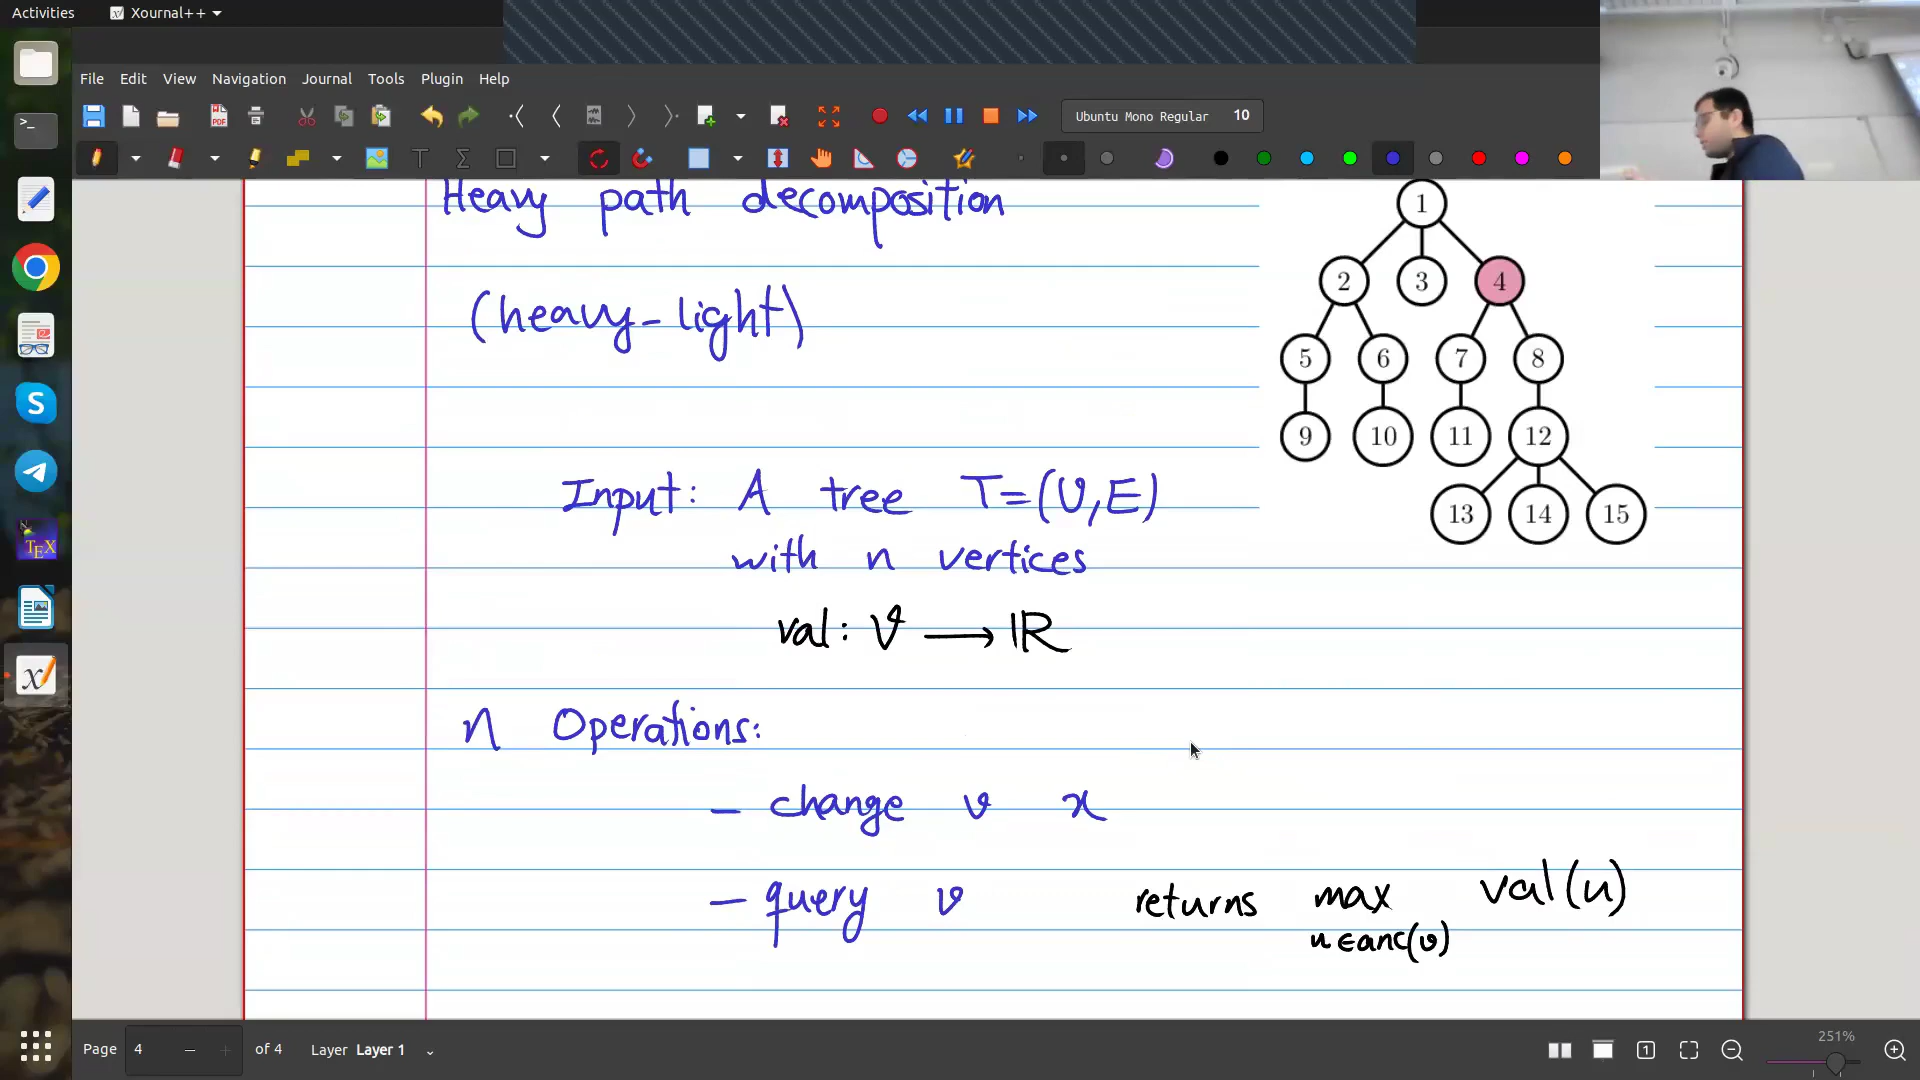 Activities
Xournal++
File Edit View Navigation Journal Tools Plugin Help
Ubuntu Mono Regular 10
Heavy path decomposition
(heavy-light)
1
2 3 4
5 6 7 8
9 10 11 12
13 14 15
Input: A tree T=(V,E)
with n vertices
val: V → ℝ
n Operations:
- change v x
- query v returns max val(u)
u∈anc(v)
Page 4 of 4 Layer Layer 1
251%